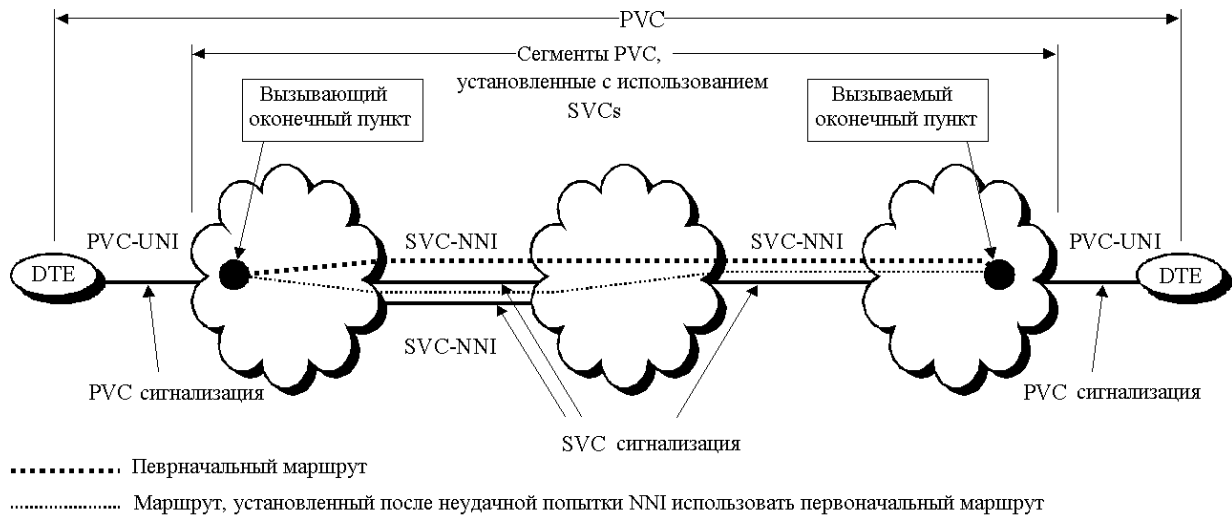 PVC
Сегменты PVC,
установленные с использованием
SVCs
Вызывающий
оконечный пункт
Вызываемый
оконечный пункт
PVC-UNI
SVC-NNI
SVC-NNI
PVC-UNI
DTE
DTE
SVC-NNI
PVC сигнализация
PVC сигнализация
SVC сигнализация
Певрначальный маршрут
Маршрут, установленный после неудачной попытки NNI использовать первоначальный маршрут